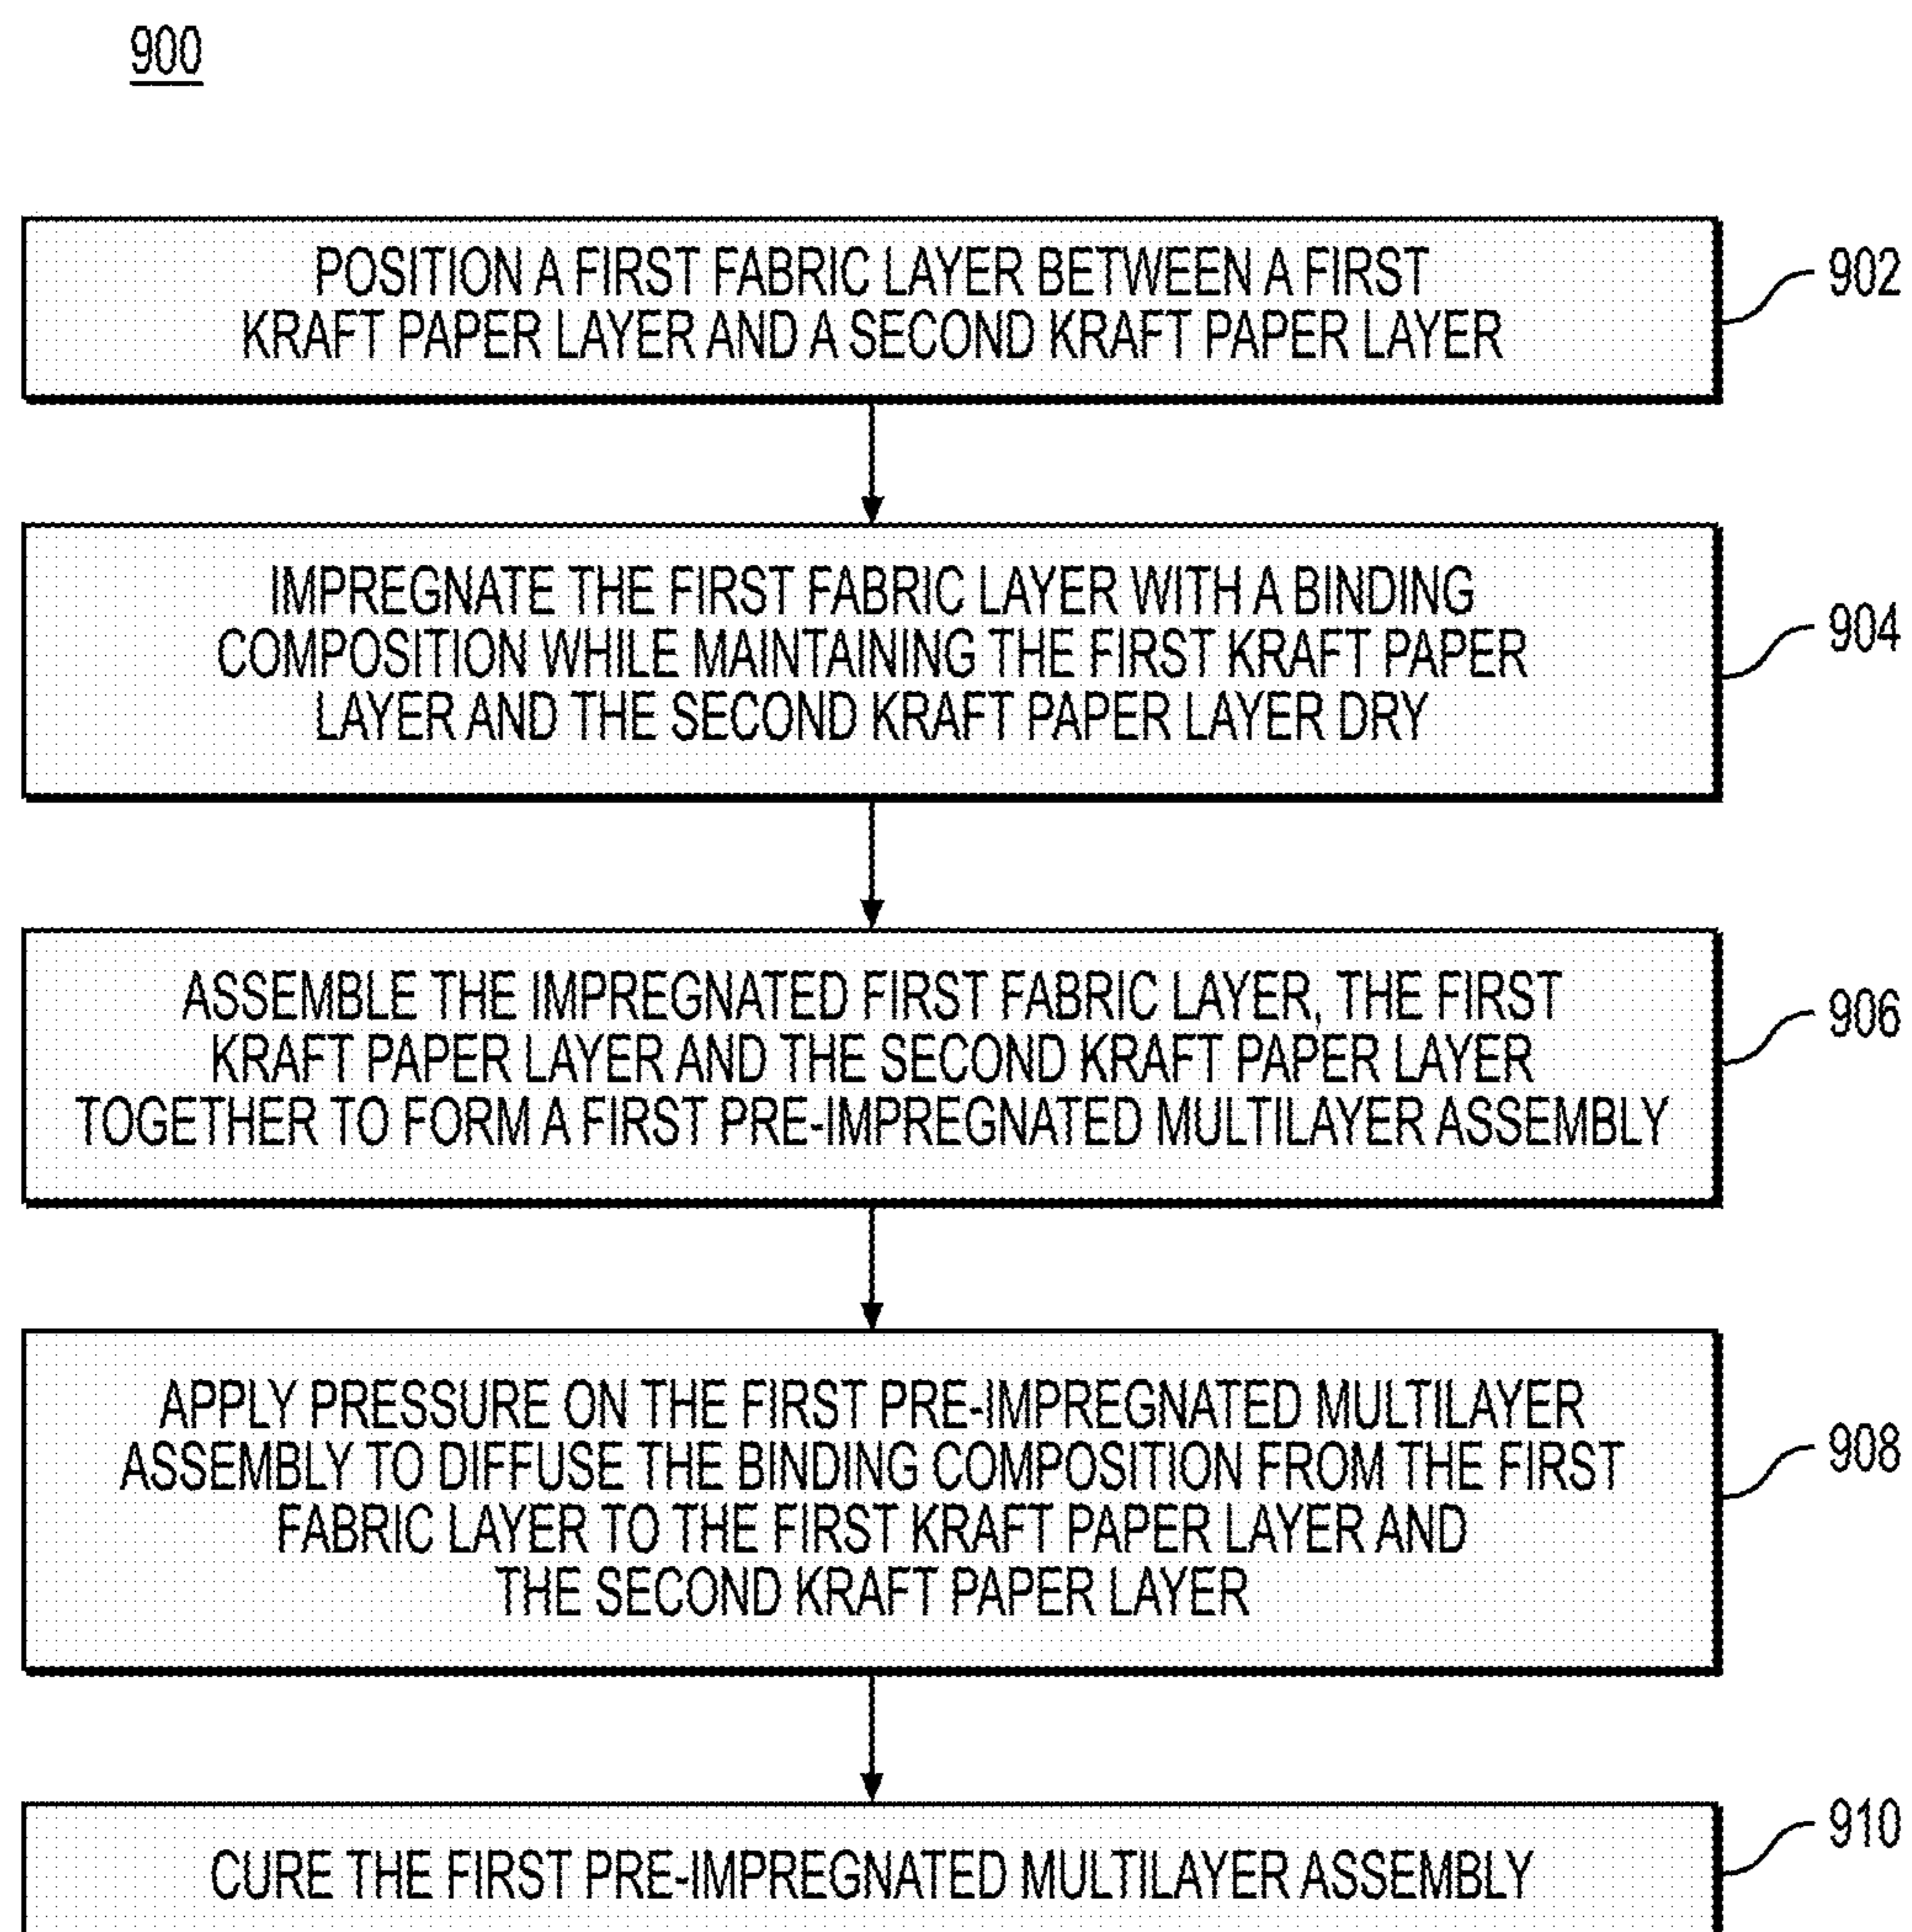 900
POSITION A FIRST FABRIC LAYER BETWEEN A FIRST
KRAFT PAPER LAYER AND A SECOND KRAFT PAPER LAYER
902
IMPREGNATE THE FIRST FABRIC LAYER WITH A BINDING
COMPOSITION WHILE MAINTAINING THE FIRST KRAFT PAPER
LAYER AND THE SECOND KRAFT PAPER LAYER DRY
904
ASSEMBLE THE IMPREGNATED FIRST FABRIC LAYER, THE FIRST
KRAFT PAPER LAYER AND THE SECOND KRAFT PAPER LAYER
TOGETHER TO FORM A FIRST PRE-IMPREGNATED MULTILAYER ASSEMBLY
906
APPLY PRESSURE ON THE FIRST PRE-IMPREGNATED MULTILAYER
ASSEMBLY TO DIFFUSE THE BINDING COMPOSITION FROM THE FIRST
FABRIC LAYER TO THE FIRST KRAFT PAPER LAYER AND
THE SECOND KRAFT PAPER LAYER
908
CURE THE FIRST PRE-IMPREGNATED MULTILAYER ASSEMBLY
910